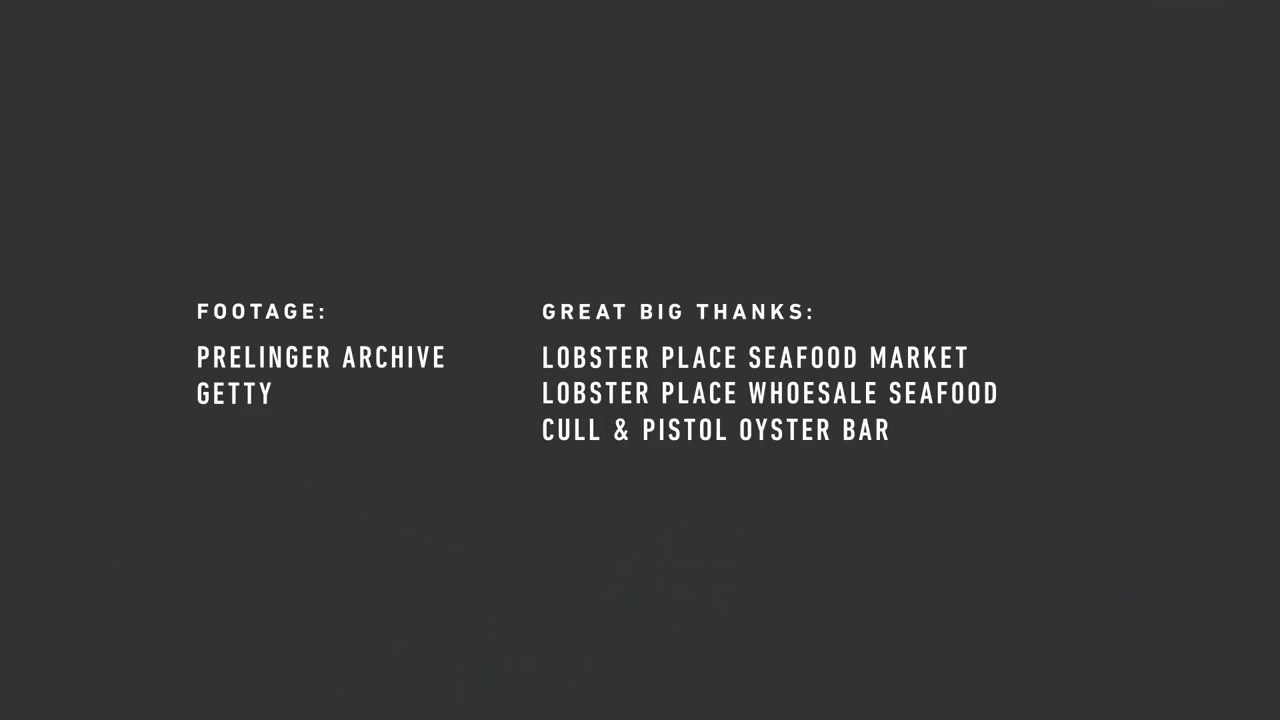 FOOTAGE:
PRELINGER ARCHIVE
GETTY
GREAT BIG THANKS:
LOBSTER PLACE SEAFOOD MARKET
LOBSTER PLACE WHOESALE SEAFOOD
CULL & PISTOL OYSTER BAR